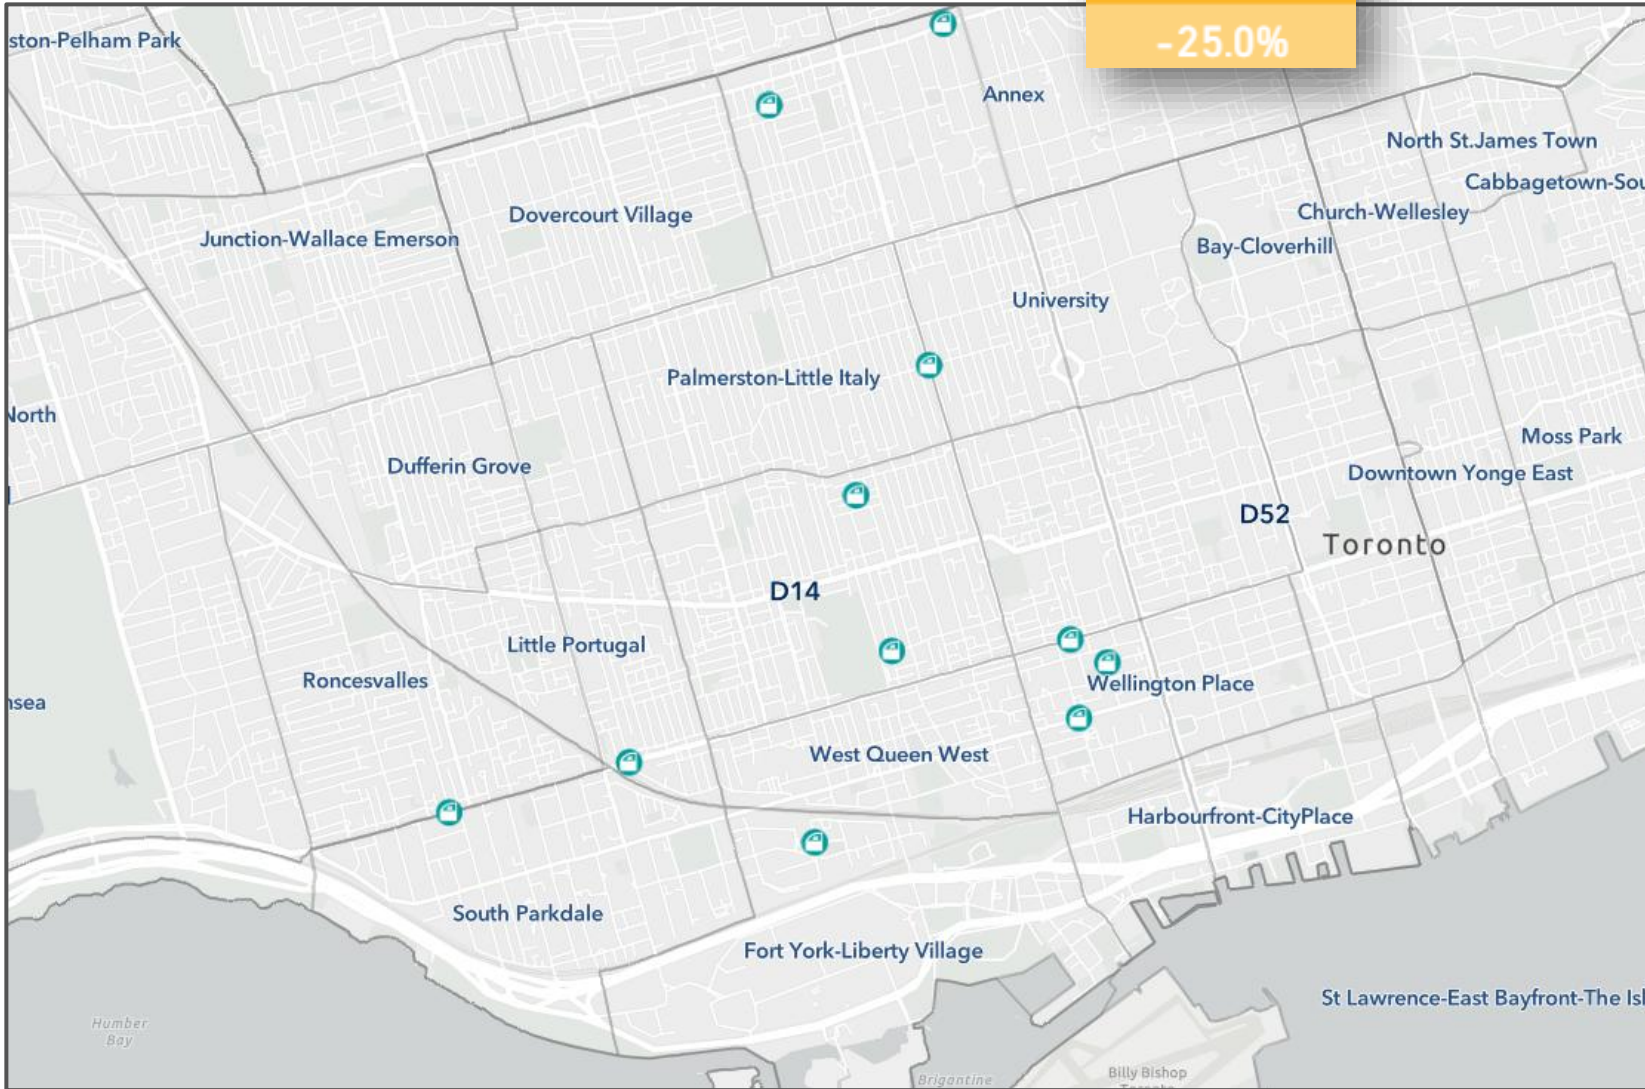 -25.0%
ston-Pelham Park
Annex
North St.James Town
Cabbagetown-Sou
Church-Wellesley
Dovercourt Village
Junction-Wallace Emerson
Bay-Cloverhill
University
Palmerston-Little Italy
North
Moss Park
Dufferin Grove
Downtown Yonge East
D52
Toronto
D14
Little Portugal
Roncesvalles
Wellington Place
nsea
West Queen West
Harbourfront-CityPlace
South Parkdale
Fort York-Liberty Village
St Lawrence-East Bayfront-The Isl
Humber
Bay
Billy Bishop
Toronto
Brigantine